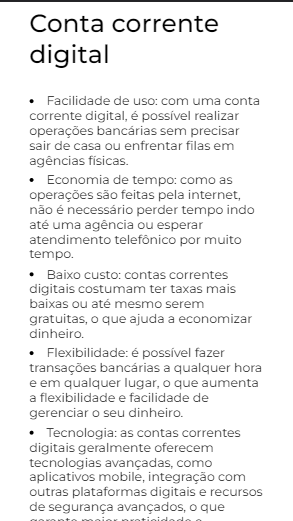 Conta corrente
digital
• Facilidade de uso: com uma conta
corrente digital, é possível realizar
operações bancárias sem precisar
sair de casa ou enfrentar filas em
agências físicas.
• Economia de tempo: como as
operações são feitas pela internet,
não é necessário perder tempo indo
até uma agência ou esperar
atendimento telefônico por muito
tempo.
• Baixo custo: contas correntes
digitais costumam ter taxas mais
baixas ou até mesmo serem
gratuitas, o que ajuda a economizar
dinheiro.
• Flexibilidade: é possível fazer
transações bancárias a qualquer hora
e em qualquer lugar, o que aumenta
a flexibilidade e facilidade de
gerenciar o seu dinheiro.
• Tecnologia: as contas correntes
digitais geralmente oferecem
tecnologias avançadas, como
aplicativos mobile, integração com
outras plataformas digitais e recursos
de segurança avançados, o que
garante maior praticidade e